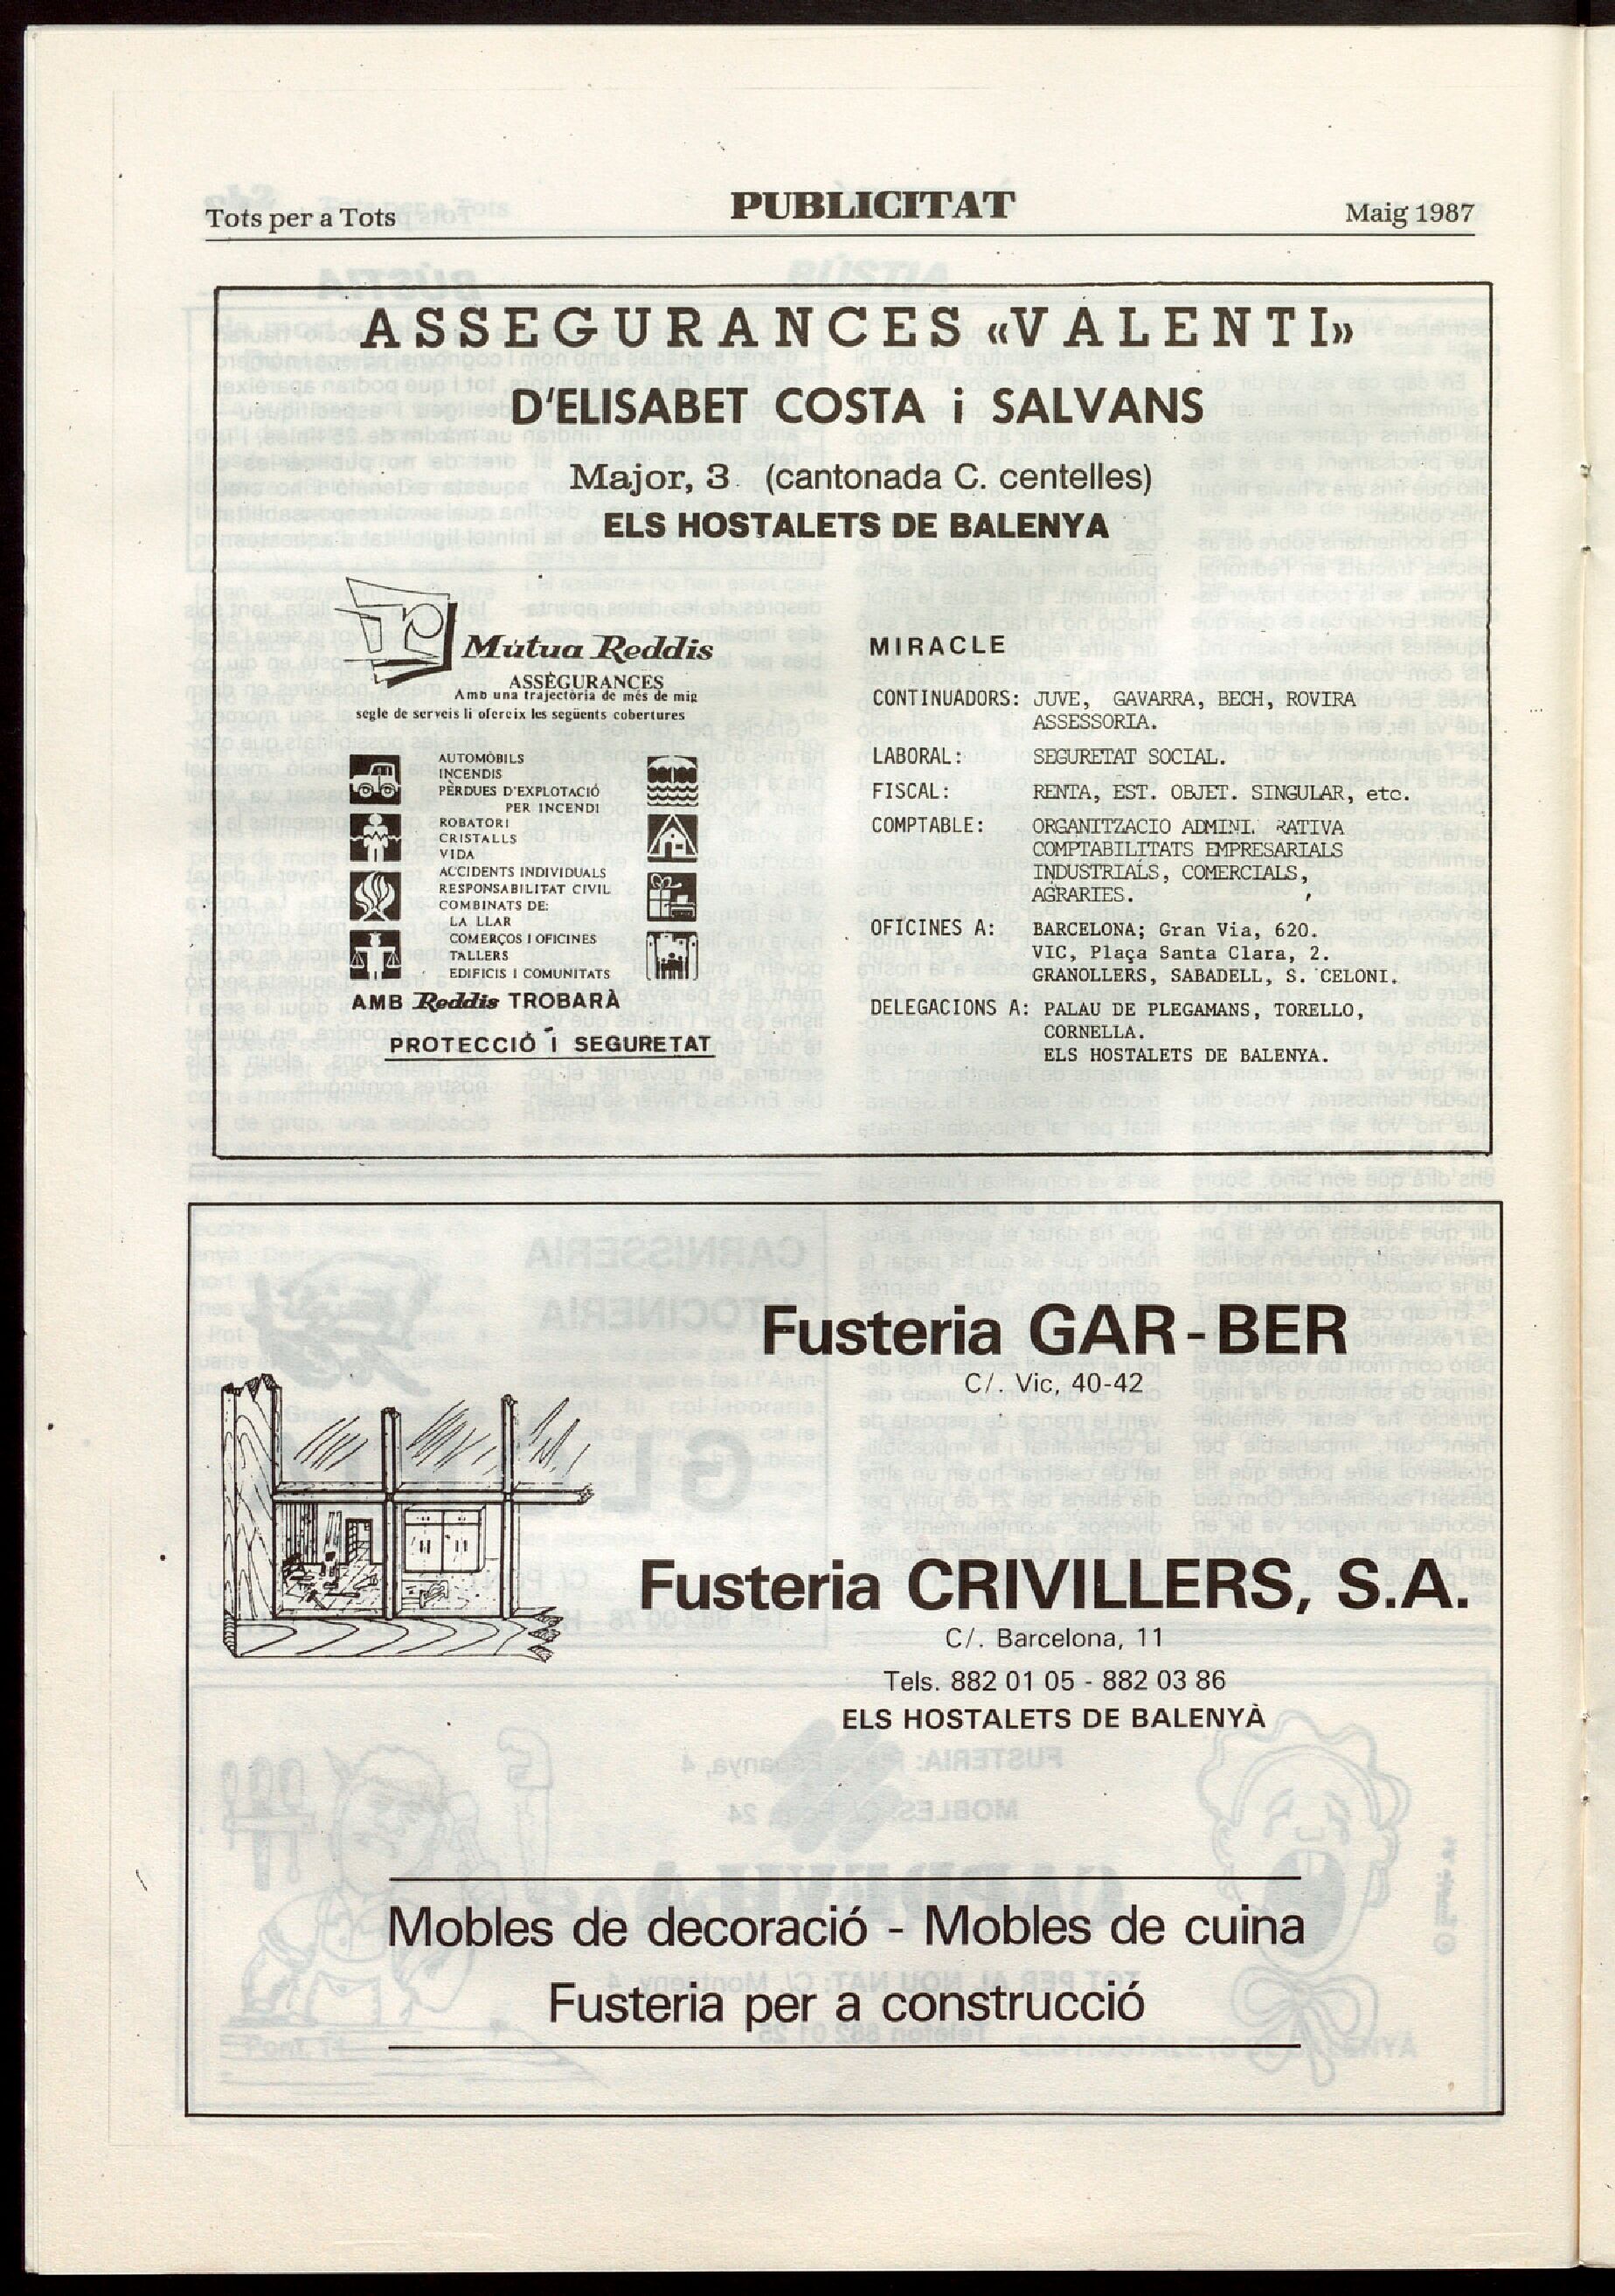 Tots per a Tots
PUBLICITAT
Maig 1987
ASSEGURANCES «VALENTI»
D'ELISABET COSTA i SALVANS
Major, 3 (cantonada C. centelles)
ELS HOSTALETS DE BALENYA
Mútua Reddis
ASSEGURANCES
Amb una trajectòria de més de mig
segle de serveis li ofereix les següents cobertures
AUTOMÒBILS
INCENDIS
PÈRDUES D'EXPLOTACIÓ
PER INCENDI
ROBATORI
CRISTALLS
VIDA
ACCIDENTS INDIVIDUALS
RESPONSABILITAT CIVIL
COMBINATS DE:
LA LLAR
COMERÇOS I OFICINES
TALLERS
EDIFICIS I COMUNITATS
AMB Reddis TROBARÀ
PROTECCIÓ I SEGURETAT
MIRACLE
CONTINUADORS: JUVE, GAVARRA, BECH, ROVIRA
ASSESSORIA.
LABORAL: SEGURETAT SOCIAL.
FISCAL: RENTA, EST. OBJET. SINGULAR, etc.
COMPTABLE: ORGANITZACIO ADMINI RATIVA
COMPTABILITATS EMPRESARIALS
INDUSTRIALS, COMERCIALS,
AGRARIES.
OFICINES A: BARCELONA; Gran Via, 620.
VIC, Plaça Santa Clara, 2.
GRANOLLERS, SABADELL, S. CELONI.
DELEGACIONS A: PALAU DE PLEGAMANS, TORELLO,
CORNELLA.
ELS HOSTALETS DE BALENYA.
Fusteria GAR-BER
C/. Vic, 40-42
Fusteria CRIVILLERS, S.A.
C/. Barcelona, 11
Tels. 882 01 05 - 882 03 86
ELS HOSTALETS DE BALENYÀ
Mobles de decoració - Mobles de cuina
Fusteria per a construcció